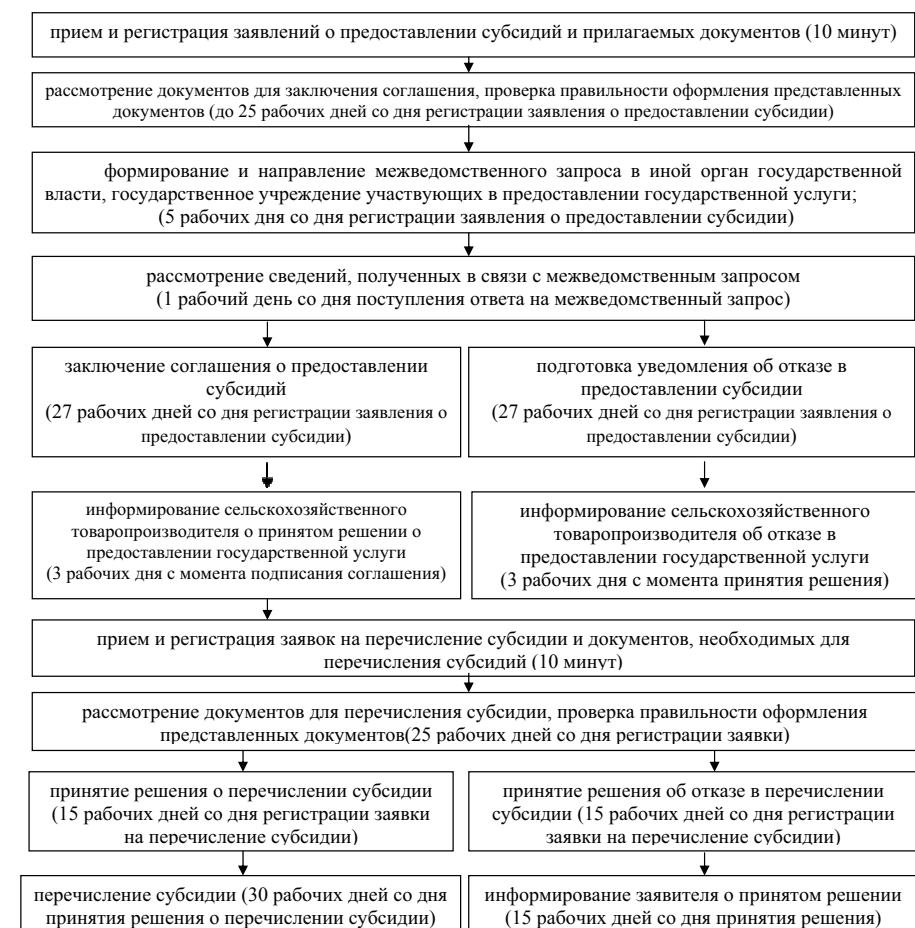 прием и регистрация заявлений о предоставлении субсидий и прилагаемых документов (10 минут)
рассмотрение документов для заключения соглашения, проверка правильности оформления представленных
документов (до 25 рабочих дней со дня регистрации заявления о предоставлении субсидии)
формирование и направление межведомственного запроса в иной орган государственной
власти, государственное учреждение участвующих в предоставлении государственной услуги;
(5 рабочих дня со дня регистрации заявления о предоставлении субсидии)
рассмотрение сведений, полученных в связи с межведомственным запросом
(1 рабочий день со дня поступления ответа на межведомственный запрос)
заключение соглашения о предоставлении
субсидий
(27 рабочих дней со дня регистрации заявления о
предоставлении субсидии)
подготовка уведомления об отказе в
предоставлении субсидии
(27 рабочих дней со дня регистрации заявления о
предоставлении субсидии)
информирование сельскохозяйственного
товаропроизводителя о принятом решении о
предоставлении государственной услуги
(3 рабочих дня с момента подписания соглашения)
информирование сельскохозяйственного
товаропроизводителя об отказе в
предоставлении государственной услуги
(3 рабочих дня с момента принятия решения)
прием и регистрация заявок на перечисление субсидии и документов, необходимых для
перечисления субсидий (10 минут)
рассмотрение документов для перечисления субсидии, проверка правильности оформления
представленных документов(25 рабочих дней со дня регистрации заявки)
принятие решения о перечислении субсидии
(15 рабочих дней со дня регистрации заявки
на перечисление субсидии)
принятие решения об отказе в перечислении
субсидии (15 рабочих дней со дня регистрации
заявки на перечисление субсидии)
перечисление субсидии (30 рабочих дней со дня
принятия решения о перечислении субсидии)
информирование заявителя о принятом решении
(15 рабочих дней со дня принятия решения)